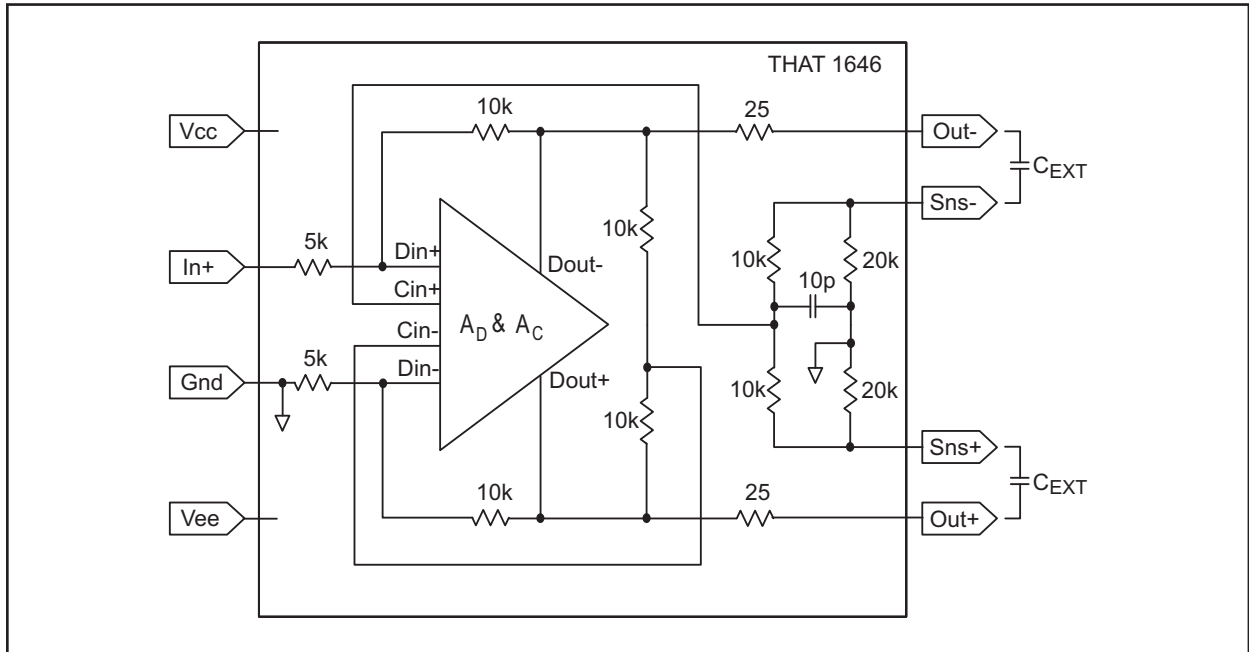 THAT 1646
10k
25
Vcc
Out-
CEXT
Sns-
10k
10k
20k
5k
Din+
Dout-
10p
In+
Cin+
AD & AC
Cin-
5k
Din-
Dout+
Gnd
10k
10k
20k
Sns+
CEXT
10k
25
Vee
Out+